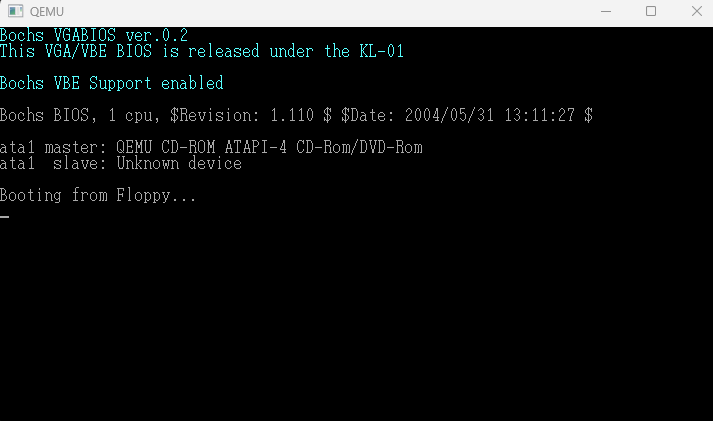 QEMU
Bochs VGABIOS ver.0.2
This VGA/VBE BIOS is released under the KL-01
Bochs VBE Support enabled
Bochs BIOS, 1 cpu, $Revision: 1.110 $ $Date: 2004/05/31 13:11:27 $
ata1 master: QEMU CD-ROM ATAPI-4 CD-Rom/DVD-Rom
ata1  slave: Unknown device
Booting from Floppy...